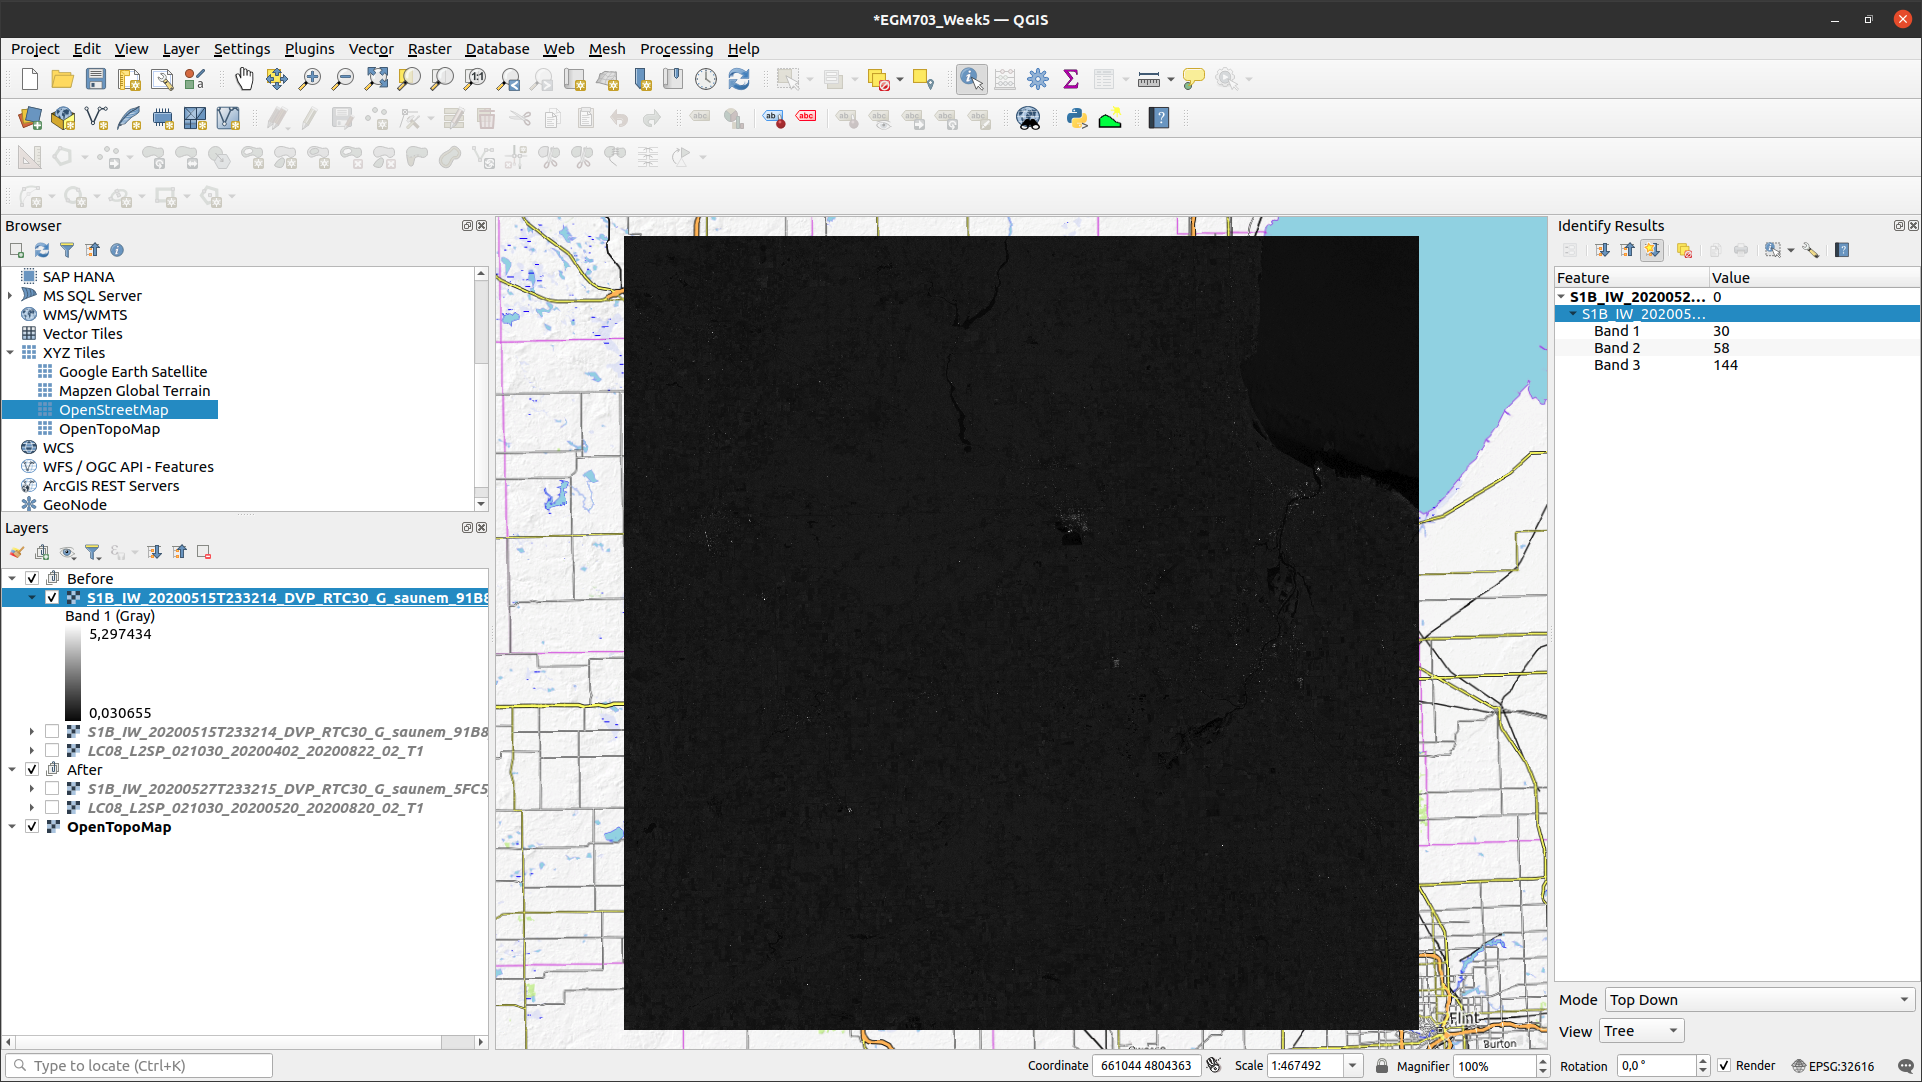 *EGM703_Week5 — QGIS
Project Edit View Layer Settings Plugins Vector Raster Database Web Mesh Processing Help
Browser
SAP HANA
MS SQL Server
WMS/WMTS
Vector Tiles
XYZ Tiles
Google Earth Satellite
Mapzen Global Terrain
OpenStreetMap
OpenTopoMap
WCS
WFS / OGC API - Features
ArcGIS REST Servers
GeoNode
Layers
Before
S1B_IW_20200515T233214_DVP_RTC30_G_saunem_91B8
Band 1 (Gray)
5,297434
0,030655
S1B_IW_20200515T233214_DVP_RTC30_G_saunem_91B8
LC08_L2SP_021030_20200402_20200822_02_T1
After
S1B_IW_20200527T233215_DVP_RTC30_G_saunem_5FC5
LC08_L2SP_021030_20200520_20200820_02_T1
OpenTopoMap
Flint
Burton
Identify Results
Feature Value
S1B_IW_2020052... 0
S1B_IW_202005...
Band 1 30
Band 2 58
Band 3 144
Mode Top Down
View Tree
Type to locate (Ctrl+K)
Coordinate 661044 4804363 Scale 1:467492 Magnifier 100% Rotation 0,0 ° Render EPSG:32616